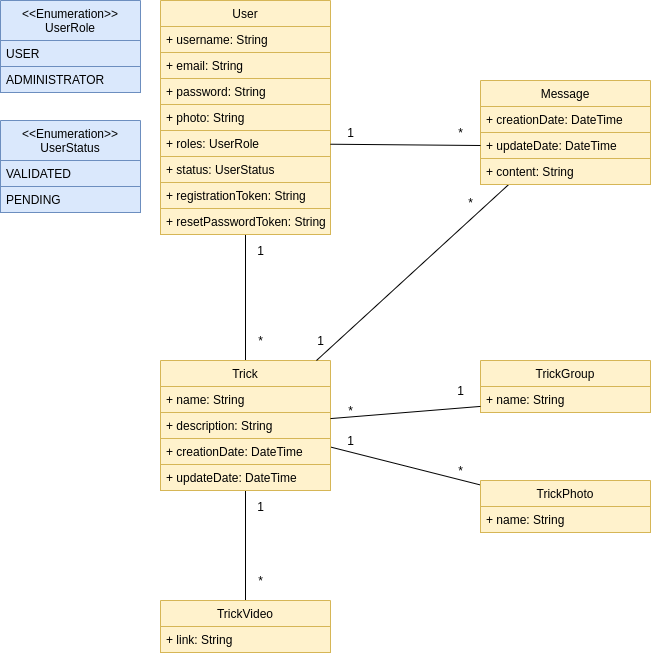 <<Enumeration>>
UserRole
USER
ADMINISTRATOR
<<Enumeration>>
UserStatus
VALIDATED
PENDING
User
+ username: String
+ email: String
+ password: String
+ photo: String
+ roles: UserRole
+ status: UserStatus
+ registrationToken: String
+ resetPasswordToken: String
1
*
Message
+ creationDate: DateTime
+ updateDate: DateTime
+ content: String
*
1
1
*
Trick
+ name: String
+ description: String
+ creationDate: DateTime
+ updateDate: DateTime
*
1
TrickGroup
+ name: String
1
*
TrickPhoto
+ name: String
1
*
TrickVideo
+ link: String